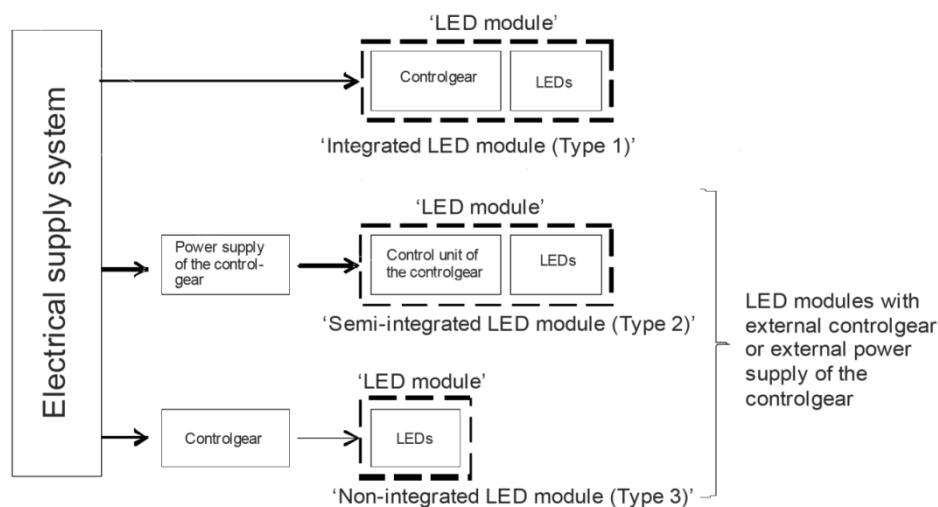 Electrical supply system
‘LED module’
Controlgear
LEDs
‘Integrated LED module (Type 1)’
‘LED module’
Power supply
of the control-
gear
Control unit of
the controlgear
LEDs
‘Semi-integrated LED module (Type 2)’
‘LED module’
Controlgear
LEDs
‘Non-integrated LED module (Type 3)’
LED modules with
external controlgear
or external power
supply of the
controlgear